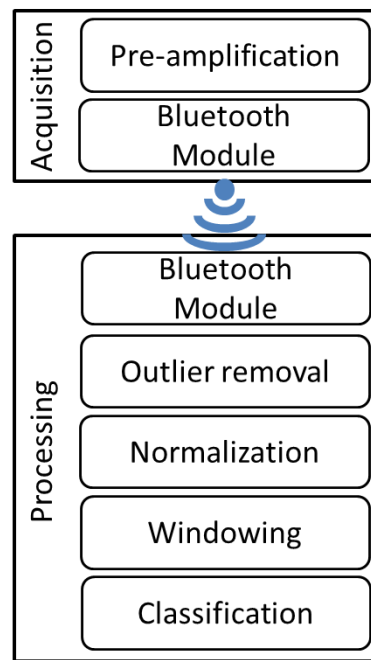 Acquisition
Pre-amplification
Bluetooth
Module
Processing
Bluetooth
Module
Outlier removal
Normalization
Windowing
Classification